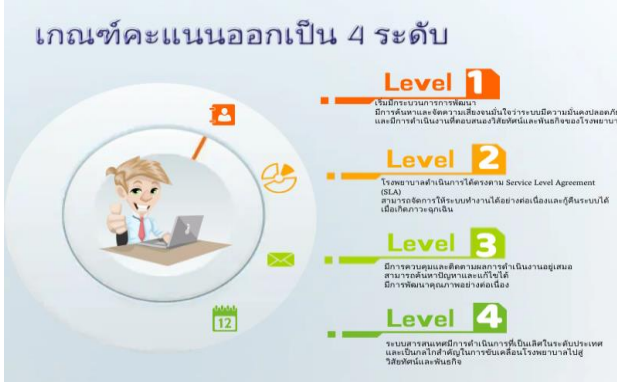 เกณฑ์คะแนนออกเป็น 4 ระดับ
Level 1
เริ่มมีกระบวนการการพัฒนา
มีการค้นหาและจัดความเสี่ยงจนมั่นใจว่าระบบมีความมั่นคงปลอดภัย
และมีการดำเนินงานที่ตอบสนองวิสัยทัศน์และพันธกิจของโรงพยาบา
Level 2
โรงพยาบาลดำเนินการได้ตรงตาม Service Level Agreement
(SLA)
สามารถจัดการให้ระบบทำงานได้อย่างต่อเนื่องและกู้คืนระบบได้
เมื่อเกิดภาวะฉุกเฉิน
Level 3
มีการควบคุมและติดตามผลการดำเนินงานอยู่เสมอ
สามารถค้นหาปัญหาและแก้ไขได้
มีการพัฒนาคุณภาพอย่างต่อเนื่อง
12
Level 4
ระบบสารสนเทศมีการดำเนินการที่เป็นเลิศในระดับประเทศ
และเป็นกลไกสำคัญในการขับเคลื่อนโรงพยาบาลไปสู่
วิสัยทัศน์และพันธกิจ